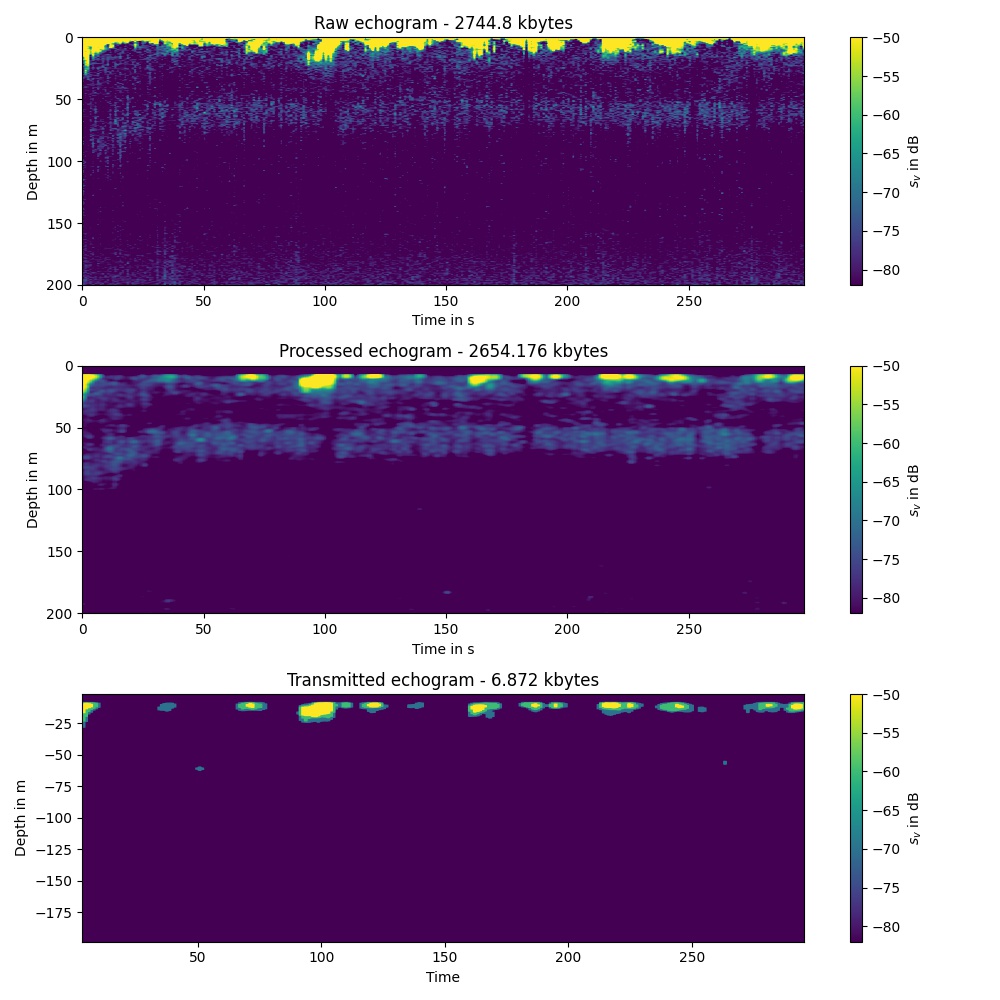 Raw echogram - 2744.8 kbytes
0
50
100
150
200
Depth in m
0 50 100 150 200 250
Time in s
−50
−55
−60
−65
−70
−75
−80
sv in dB
Processed echogram - 2654.176 kbytes
0
50
100
150
200
Depth in m
0 50 100 150 200 250
Time in s
−50
−55
−60
−65
−70
−75
−80
sv in dB
Transmitted echogram - 6.872 kbytes
−25
−50
−75
−100
−125
−150
−175
Depth in m
50 100 150 200 250
Time
−50
−55
−60
−65
−70
−75
−80
sv in dB